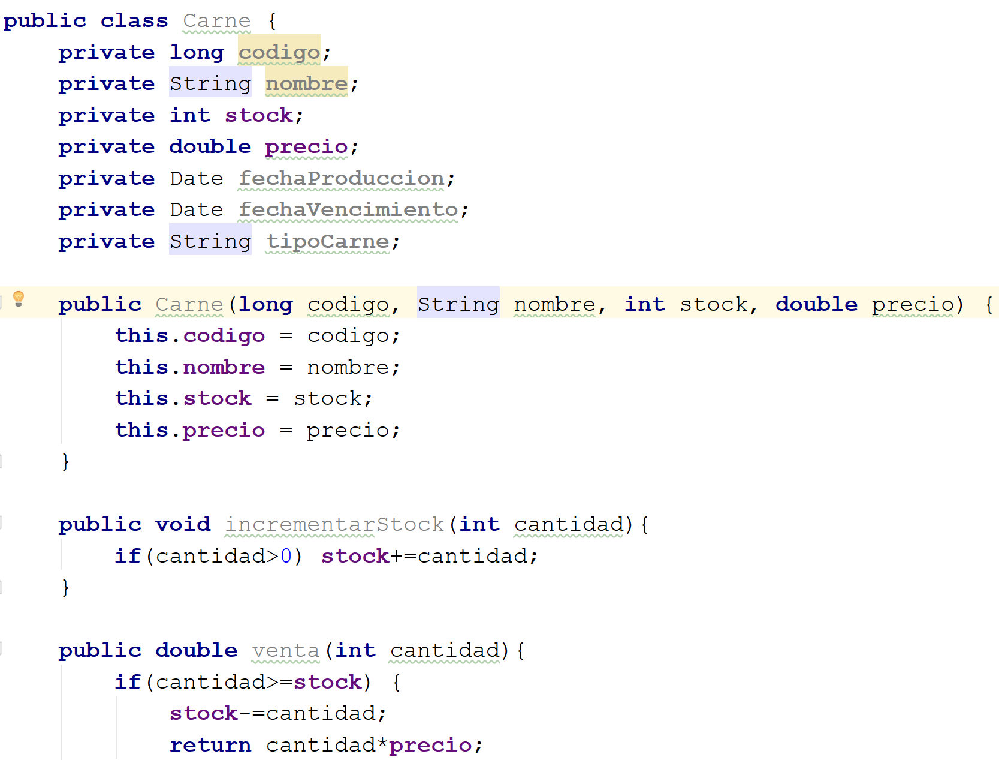 public class Carne {
    private long codigo;
    private String nombre;
    private int stock;
    private double precio;
    private Date fechaProduccion;
    private Date fechaVencimiento;
    private String tipoCarne;
    public Carne(long codigo, String nombre, int stock, double precio) {
        this.codigo = codigo;
        this.nombre = nombre;
        this.stock = stock;
        this.precio = precio;
    }
    public void incrementarStock(int cantidad){
        if(cantidad>0) stock+=cantidad;
    }
    public double venta(int cantidad){
        if(cantidad>=stock) {
            stock-=cantidad;
            return cantidad*precio;